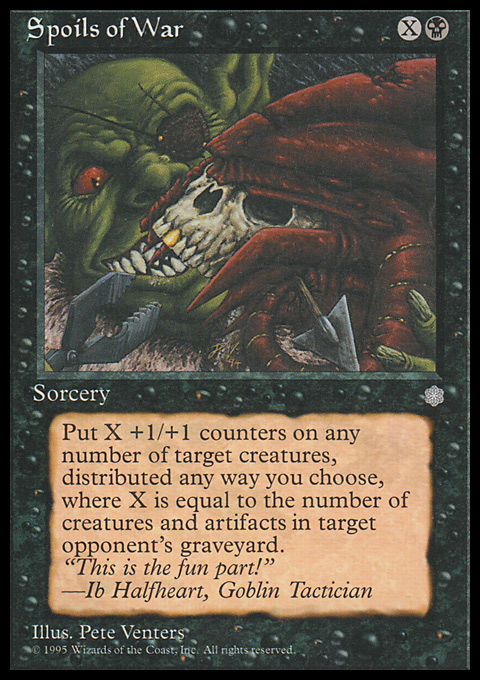 Spoils of War X
Sorcery
Put X +1/+1 counters on any
number of target creatures,
distributed any way you choose,
where X is equal to the number of
creatures and artifacts in target
opponent's graveyard.
"This is the fun part!"
—Ib Halfheart, Goblin Tactician
Illus. Pete Venters
© 1995 Wizards of the Coast, Inc. All rights reserved.